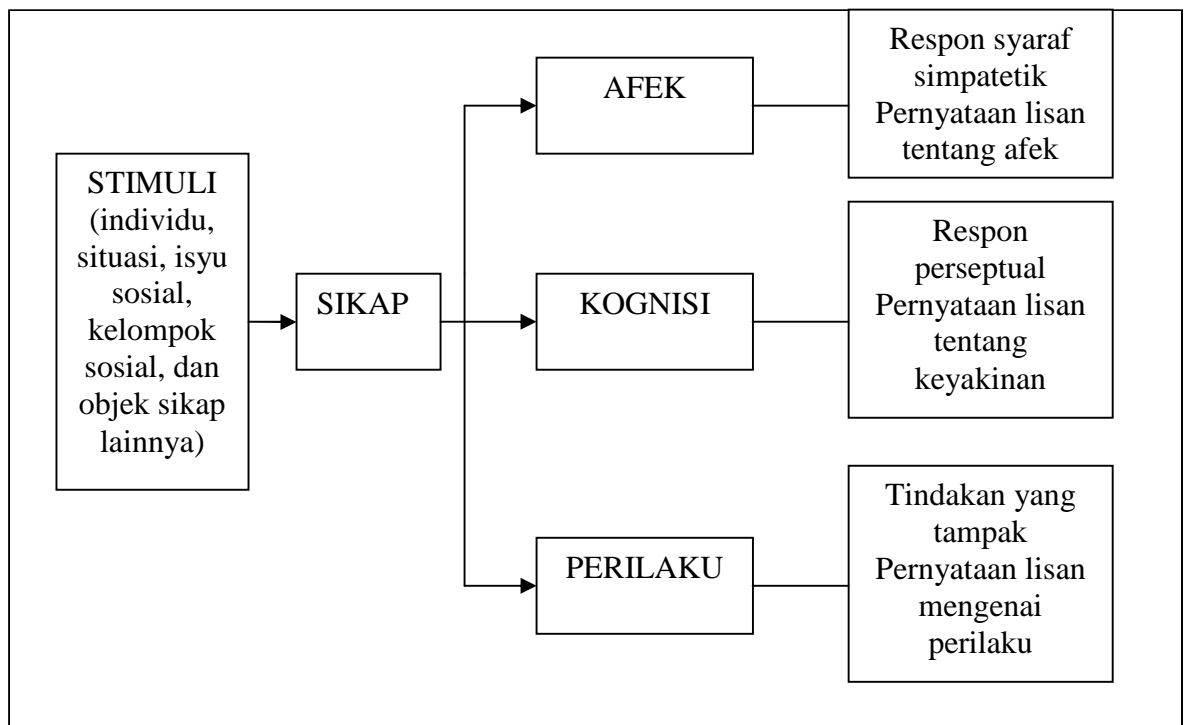 STIMULI
(individu,
situasi, isyu
sosial,
kelompok
sosial, dan
objek sikap
lainnya)
SIKAP
AFEK
Respon syaraf
simpatetik
Pernyataan lisan
tentang afek
KOGNISI
Respon
perseptual
Pernyataan lisan
tentang
keyakinan
PERILAKU
Tindakan yang
tampak
Pernyataan lisan
mengenai
perilaku